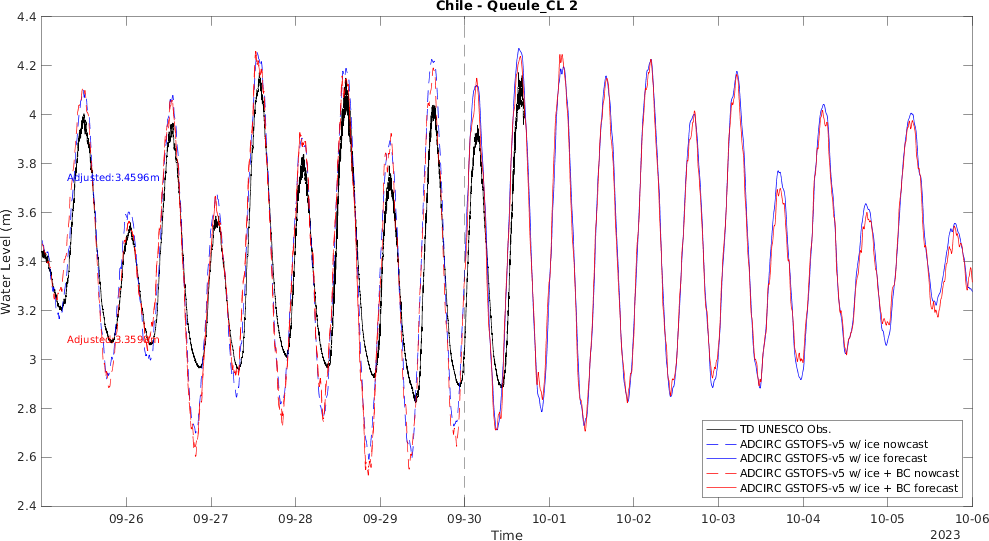 Chile - Queule_CL 2
4.4
4.2
4
3.8
3.6
3.4
3.2
3
2.8
2.6
2.4
Water Level (m)
Adjusted:3.4596m
09-26
09-27
09-28
09-29
09-30
10-01
10-02
10-03
10-04
10-05
10-06
Time
2023
TD UNESCO Obs.
ADCIRC GSTOFS-v5 w/ ice nowcast
ADCIRC GSTOFS-v5 w/ ice forecast
ADCIRC GSTOFS-v5 w/ ice + BC nowcast
ADCIRC GSTOFS-v5 w/ ice + BC forecast